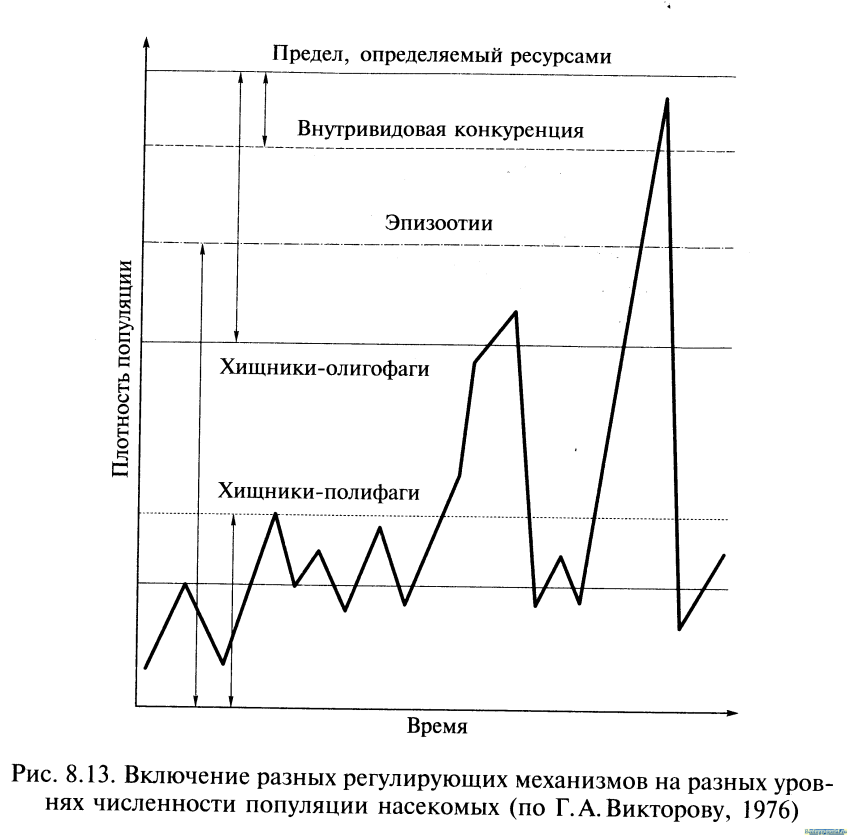 Предел, определяемый ресурсами
Внутривидовая конкуренция
Эпизоотии
Хищники-олигофаги
Хищники-полифаги
Плотность популяции
Время
Рис. 8.13. Включение разных регулирующих механизмов на разных уров-
нях численности популяции насекомых (по Г. А. Викторову, 1976)